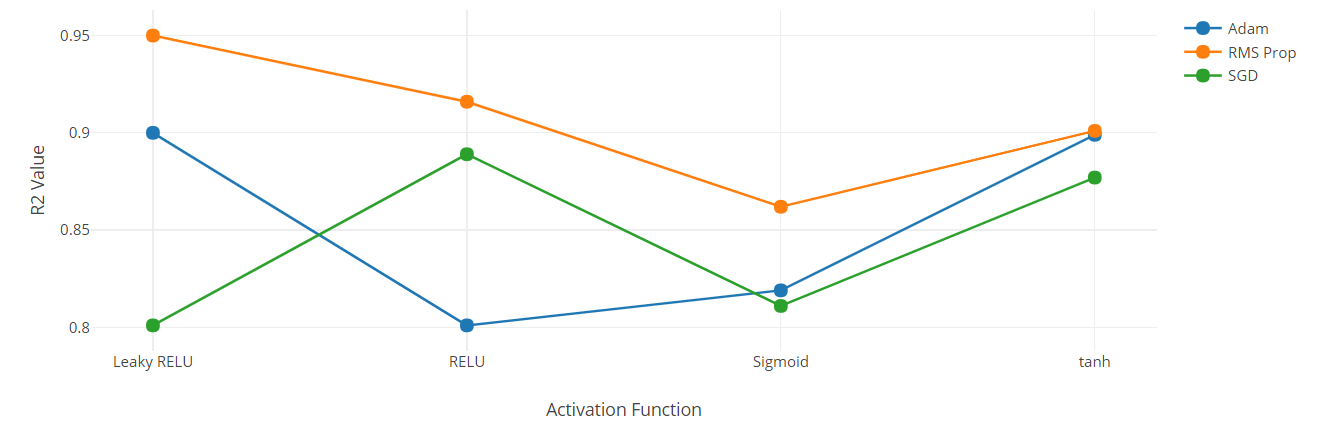 0.95
0.9
0.85
0.8
R2 Value
Leaky RELU
RELU
Sigmoid
tanh
Activation Function
Adam
RMS Prop
SGD